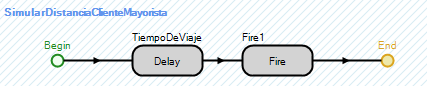 SimularDistanciaClienteMayorista
Begin
TiempoDeViaje
Delay
Fire1
Fire
End